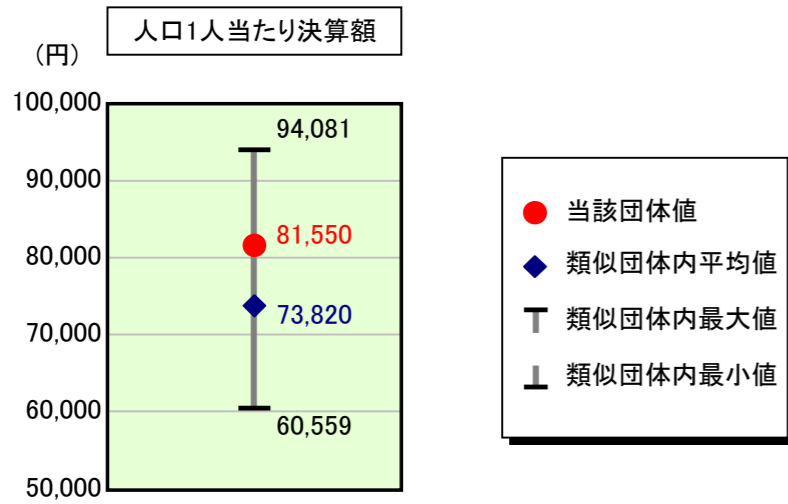 人口1人当たり決算額
(円)
100,000
94,081
90,000
81,550
80,000
73,820
70,000
60,000
60,559
50,000
当該団体値
類似団体内平均値
類似団体内最大値
類似団体内最小値